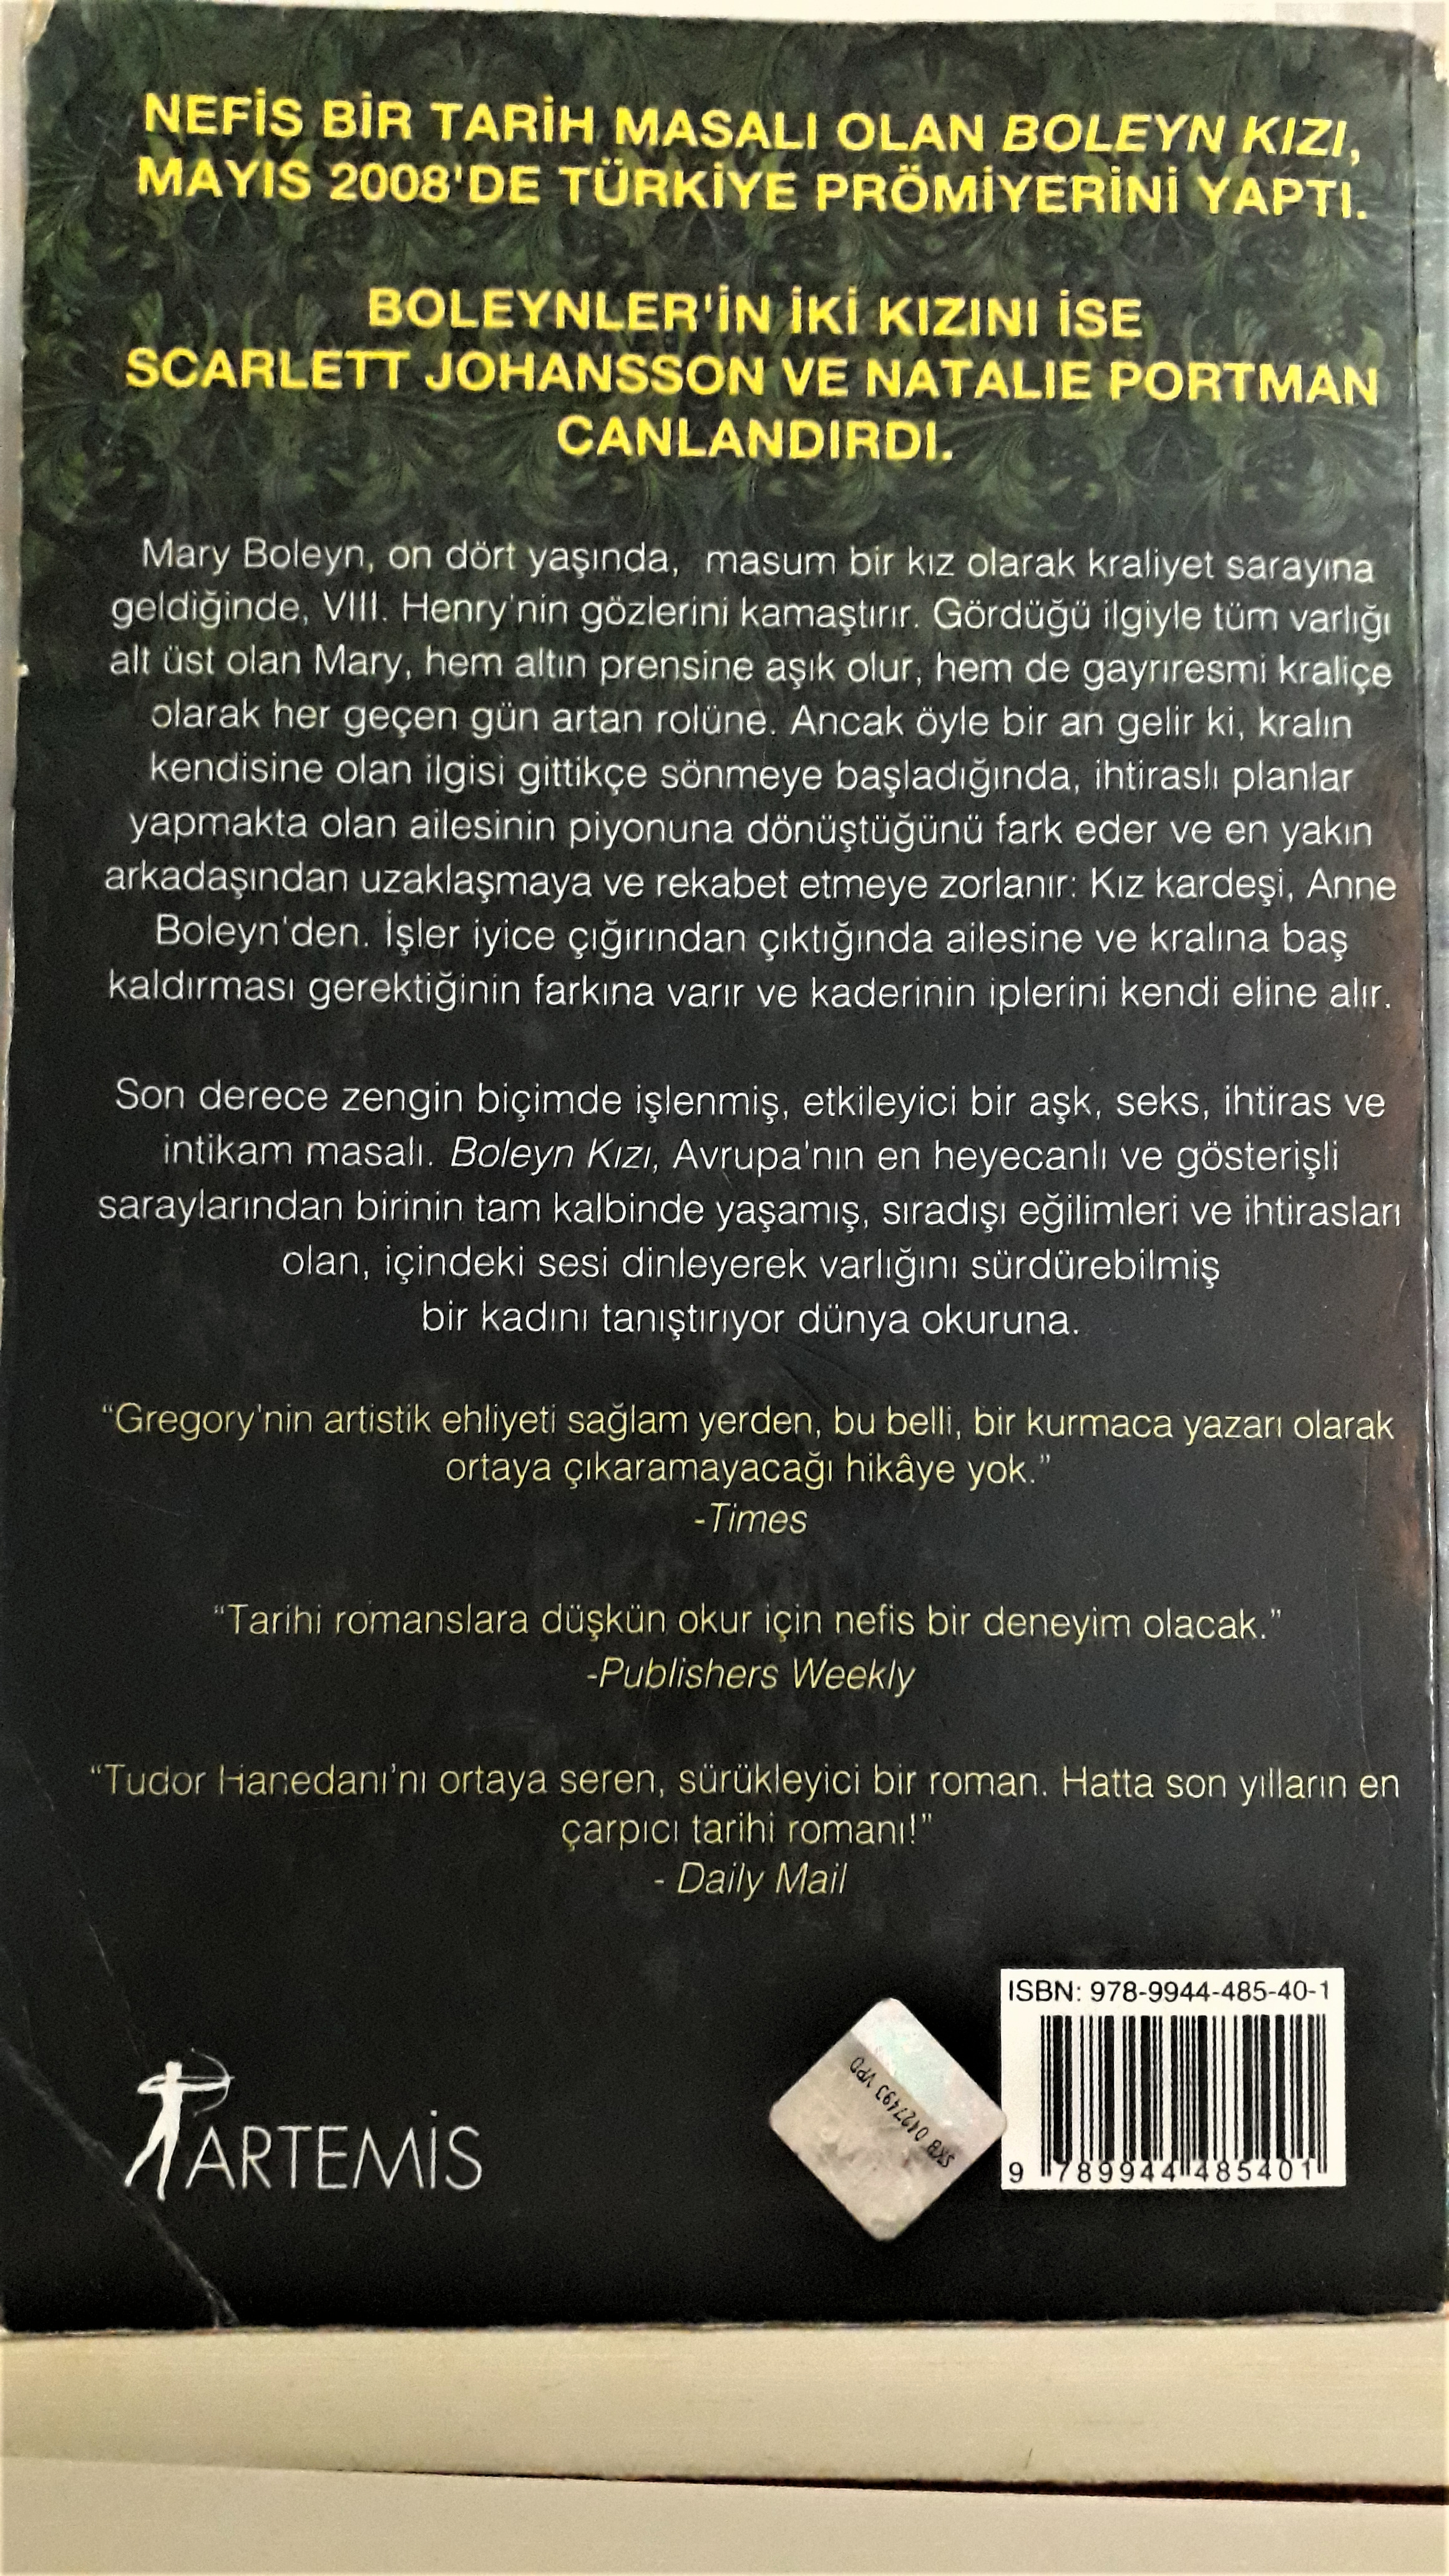 NEFİS BİR TARİH MASALI OLAN BOLEYN KIZI,
MAYIS 2008'DE TÜRKİYE PRÖMİYERİNİ YAPTI.
BOLEYNLER'İN İKİ KIZINI İSE
SCARLETT JOHANSSON VE NATALIE PORTMAN
CANLANDIRDI.
Mary Boleyn, on dört yaşında, masum bir kız olarak kraliyet sarayına
geldiğinde, VIII. Henry'nin gözlerini kamaştırır. Gördüğü ilgiyle tüm varlığı
alt üst olan Mary, hem altın prensine aşık olur, hem de gayrıresmi kraliçe
olarak her geçen gün artan rolüne. Ancak öyle bir an gelir ki, kralın
kendisine olan ilgisi gittikçe sönmeye başladığında, ihtiraslı planlar
yapmakta olan ailesinin piyonuna dönüştüğünü fark eder ve en yakın
arkadaşından uzaklaşmaya ve rekabet etmeye zorlanır: Kız kardeşi, Anne
Boleyn'den. İşler iyice çığırından çıktığında ailesine ve kralına baş
kaldırması gerektiğinin farkına varır ve kaderinin iplerini kendi eline alır.
Son derece zengin biçimde işlenmiş, etkileyici bir aşk, seks, ihtiras ve
intikam masalı. Boleyn Kızı, Avrupa'nın en heyecanlı ve gösterişli
saraylarından birinin tam kalbinde yaşamış, sıradışı eğilimleri ve ihtirasları
olan, içindeki sesi dinleyerek varlığını sürdürebilmiş
bir kadını tanıştırıyor dünya okuruna.
“Gregory'nin artistik ehliyeti sağlam yerden, bu belli, bir kurmaca yazarı olarak
ortaya çıkaramayacağı hikâye yok.”
-Times
“Tarihi romanslara düşkün okur için nefis bir deneyim olacak.”
-Publishers Weekly
“Tudor Hanedanı'nı ortaya seren, sürükleyici bir roman. Hatta son yılların en
çarpıcı tarihi romanı!”
- Daily Mail
ISBN: 978-9944-485-40-1
SKB 0427493 VPD
9 789944 485401
ARTEMİS